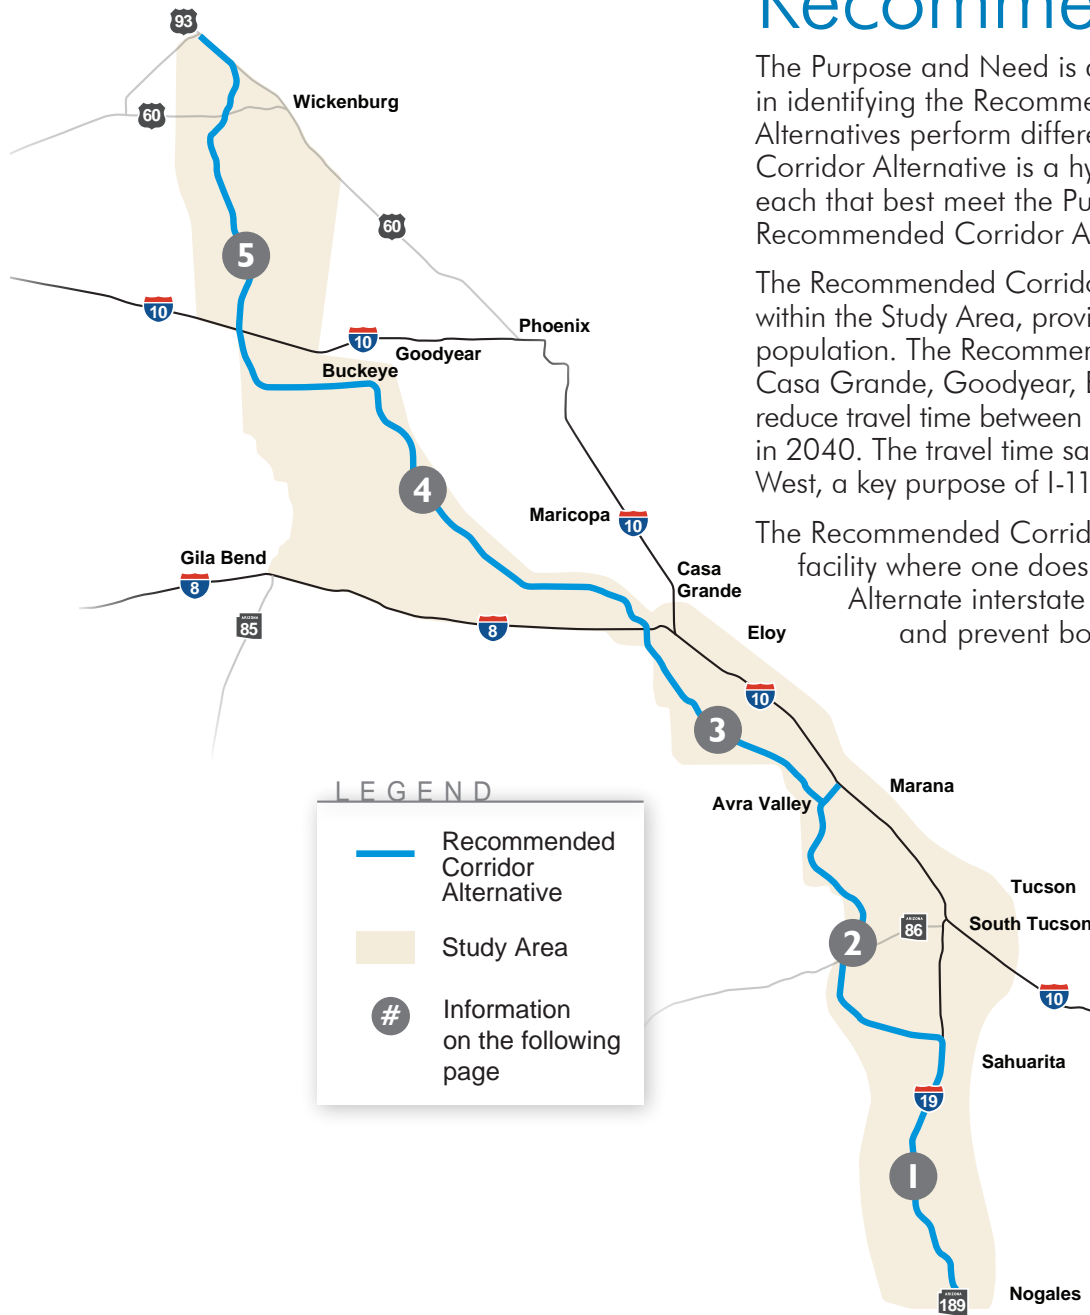 Recomme
The Purpose and Need is
in identifying the Recomme
Alternatives perform differe
Corridor Alternative is a hy
each that best meet the Pu
Recommended Corridor A
The Recommended Corrido
within the Study Area, provi
population. The Recommen
Casa Grande, Goodyear,
reduce travel time between
in 2040. The travel time sa
West, a key purpose of I-11
The Recommended Corrid
facility where one does
Alternate interstate
and prevent bo
93
Wickenburg
60
60
5
10
Phoenix
10
Goodyear
Buckeye
4
Maricopa
10
Gila Bend
8
Casa
Grande
ARIZONA
85
8
Eloy
10
3
Marana
Avra Valley
Tucson
ARIZONA
86
South Tucson
2
10
Sahuarita
19
1
Nogales
ARIZONA
189
LEGEND
Recommended
Corridor
Alternative
Study Area
#
Information
on the following
page